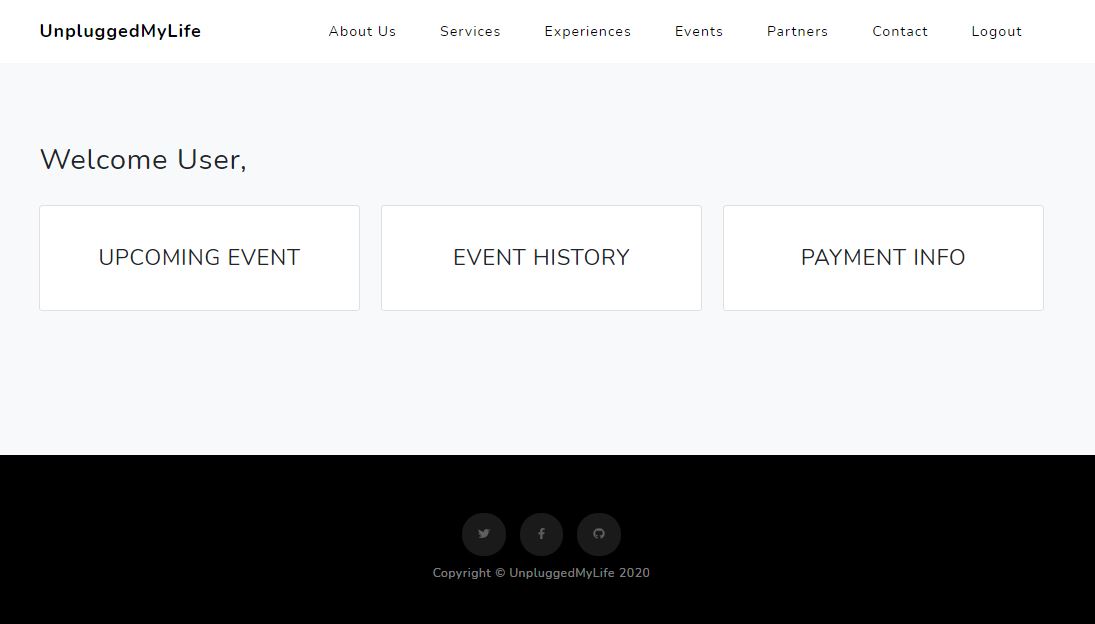 UnpluggedMyLife About Us Services Experiences Events Partners Contact Logout
Welcome User,
UPCOMING EVENT EVENT HISTORY PAYMENT INFO
Copyright © UnpluggedMyLife 2020